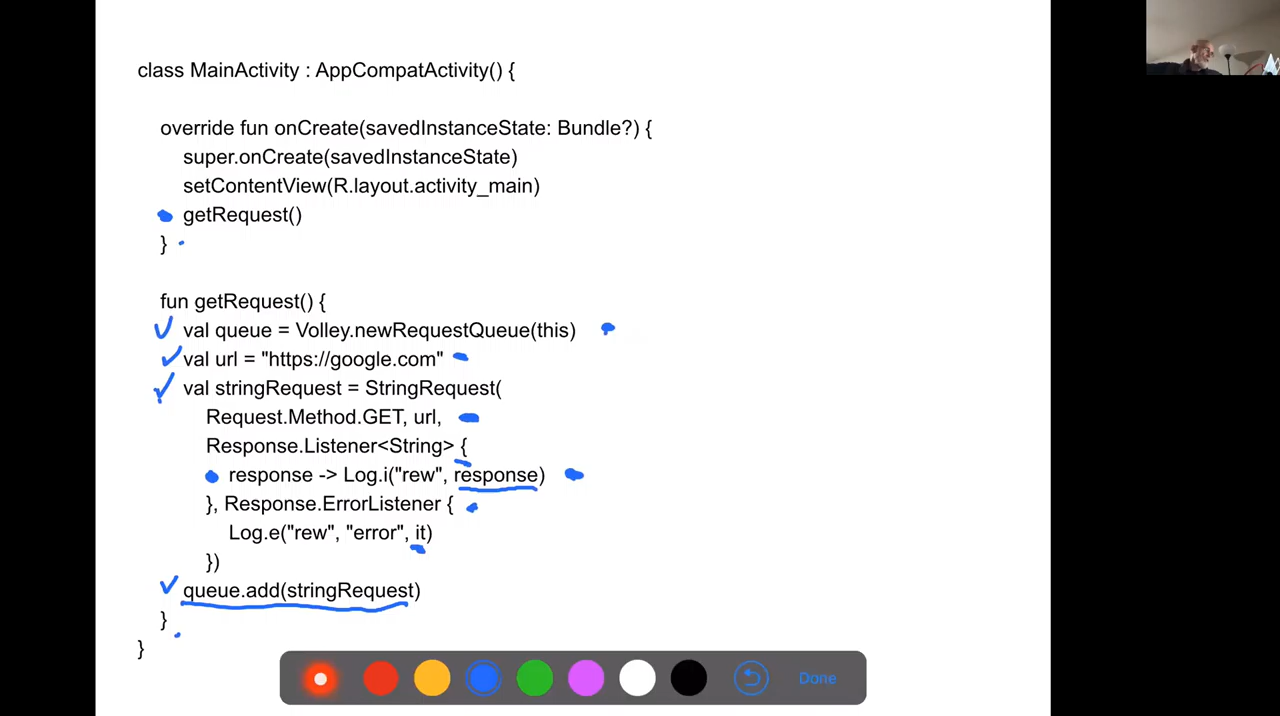 class MainActivity : AppCompatActivity() {
override fun onCreate(savedInstanceState: Bundle?) {
super.onCreate(savedInstanceState)
setContentView(R.layout.activity_main)
getRequest()
}
fun getRequest() {
val queue = Volley.newRequestQueue(this)
val url = "https://google.com"
val stringRequest = StringRequest(
Request.Method.GET, url,
Response.Listener<String> {
response -> Log.i("rew", response)
}, Response.ErrorListener {
Log.e("rew", "error", it)
})
queue.add(stringRequest)
}
}
Done